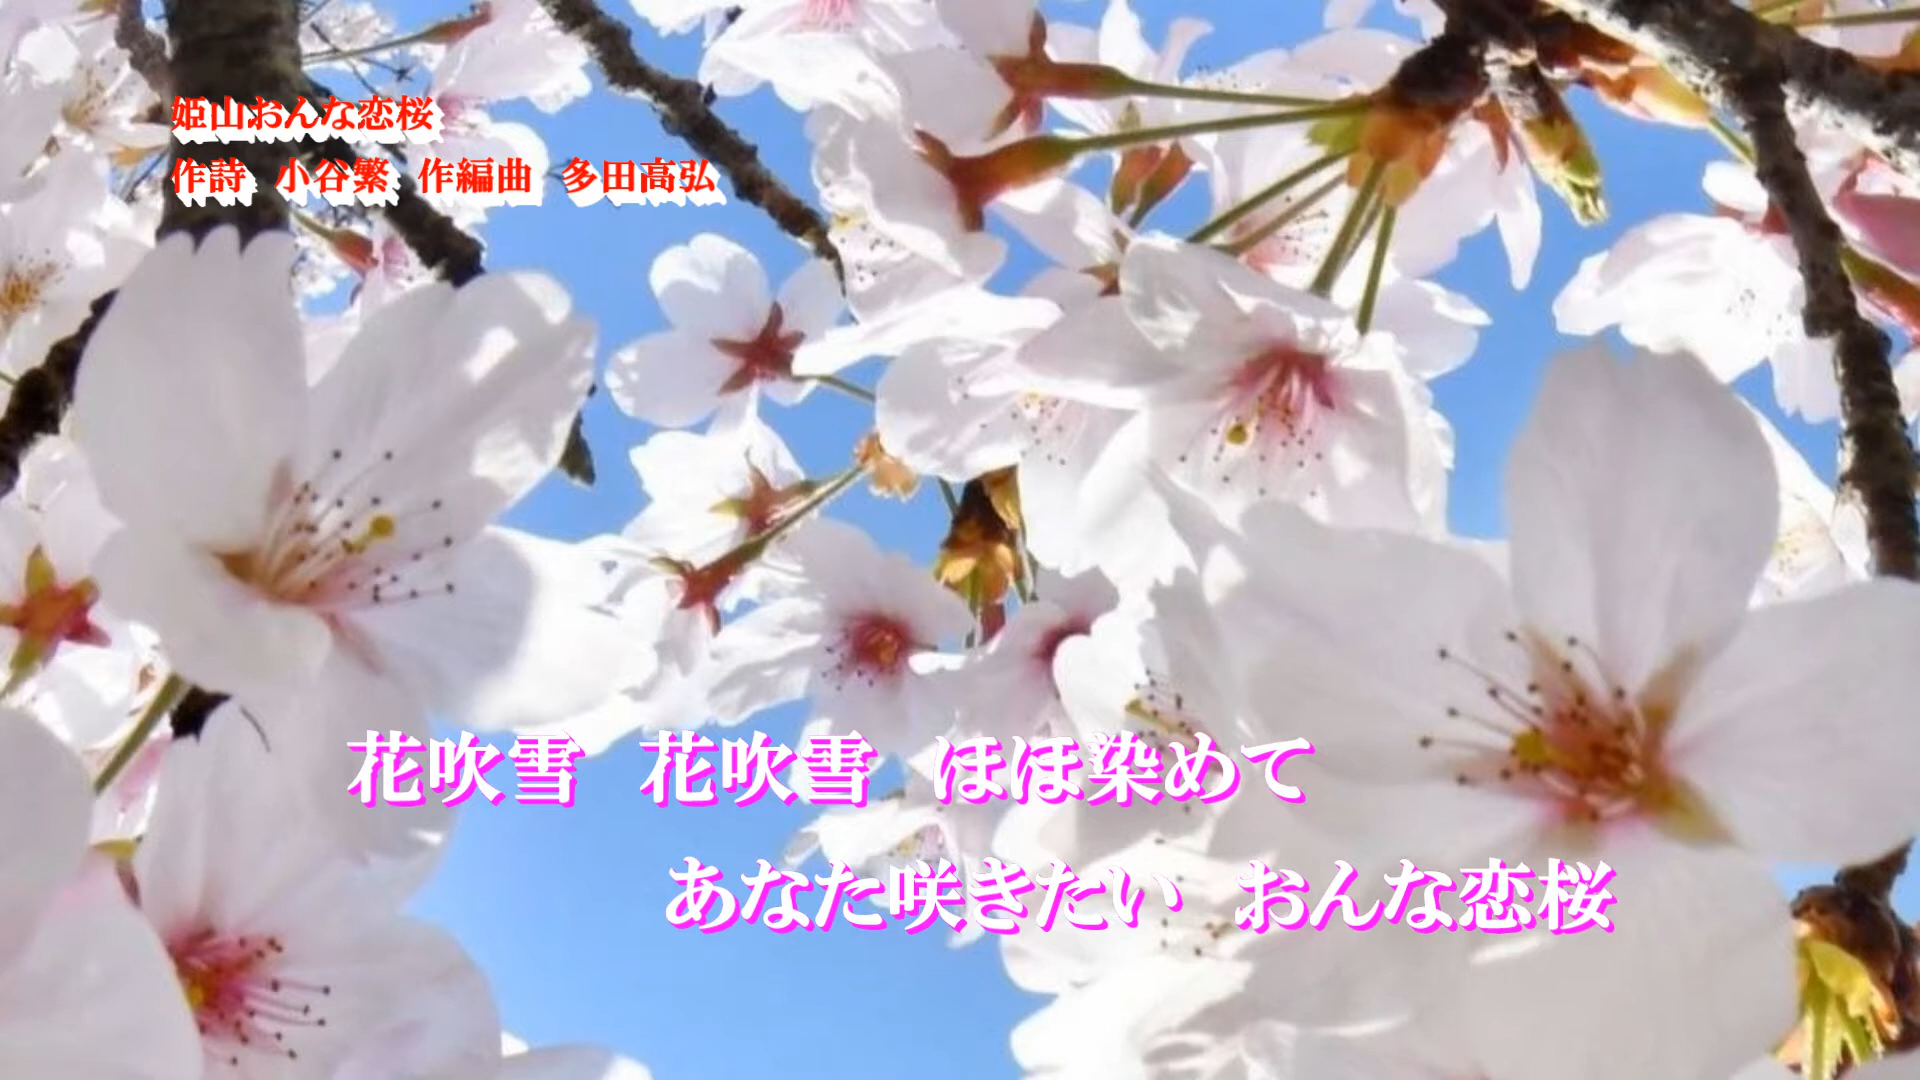 姫山おんな恋桜
作詩 小谷繁 作編曲 多田高弘
花吹雪 花吹雪 ほほ染めて
あなた咲きたい おんな恋桜